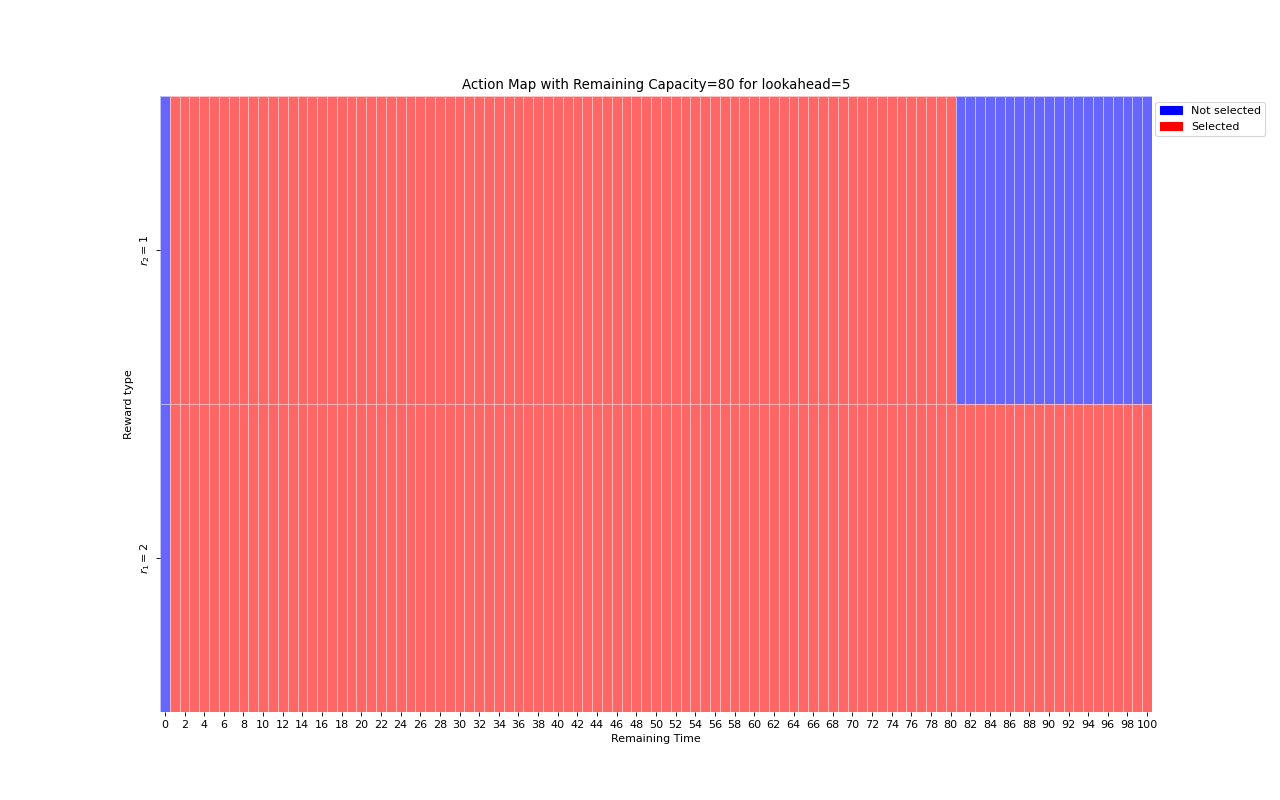 Action Map with Remaining Capacity=80 for lookahead=5
Not selected
Selected
r₂ = 1
Reward type
r₁ = 2
0 2 4 6 8 10 12 14 16 18 20 22 24 26 28 30 32 34 36 38 40 42 44 46 48 50 52 54 56 58 60 62 64 66 68 70 72 74 76 78 80 82 84 86 88 90 92 94 96 98 100
Remaining Time